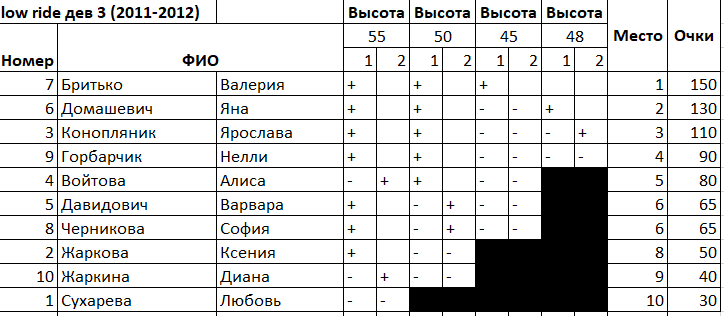 low ride дев 3 (2011-2012) Высота Высота Высота Высота Место Очки
55 50 45 48
Номер ФИО 1 2 1 2 1 2 1 2
7 Бритько Валерия + + + 1 150
6 Домашевич Яна + + - - + 2 130
3 Конопляник Ярослава + + - - - + 3 110
9 Горбарчик Нелли + + - - - - 4 90
4 Войтова Алиса - + + - - 5 80
5 Давидович Варвара + - + - - 6 65
8 Черникова София + - + - - 6 65
2 Жаркова Ксения + - - 8 50
10 Жаркина Диана - + - - 9 40
1 Сухарева Любовь - - 10 30